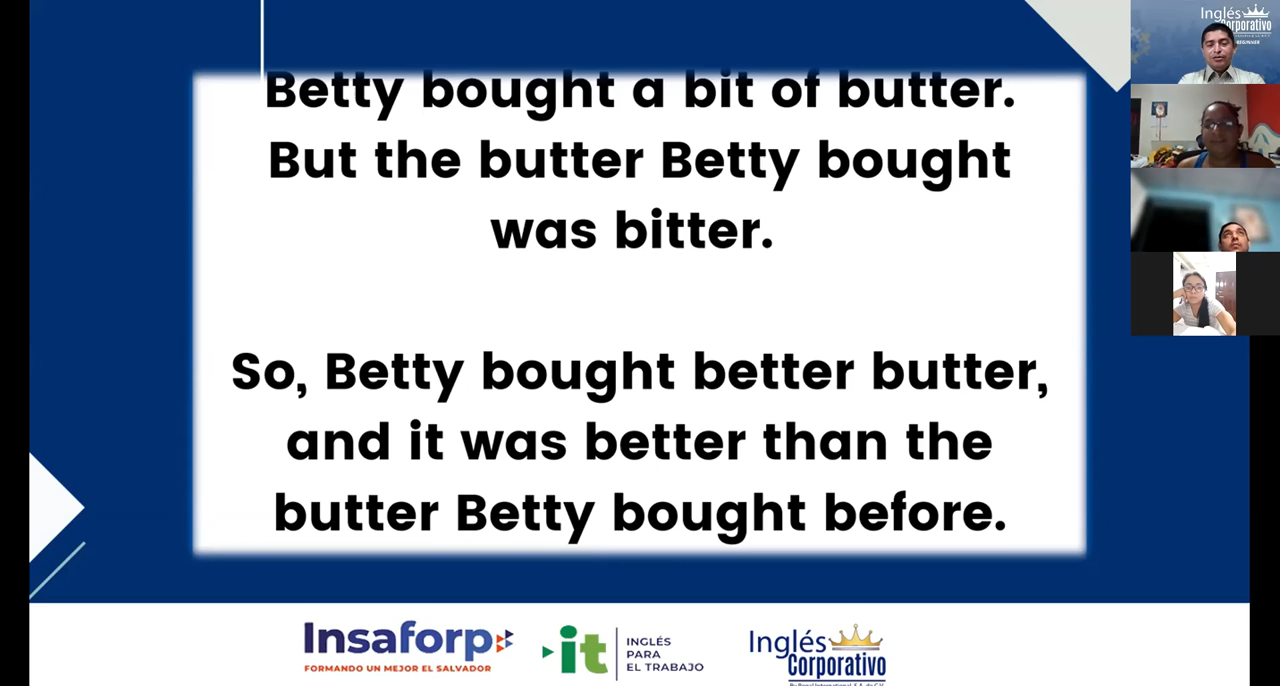 Betty bought a bit of butter.
But the butter Betty bought
was bitter.
So, Betty bought better butter,
and it was better than the
butter Betty bought before.
Insaforp
FORMANDO UN MEJOR EL SALVADOR
it
INGLÉS
PARA
EL TRABAJO
Inglés
Corporativo
Inglés
Corporativo
BEGINNER